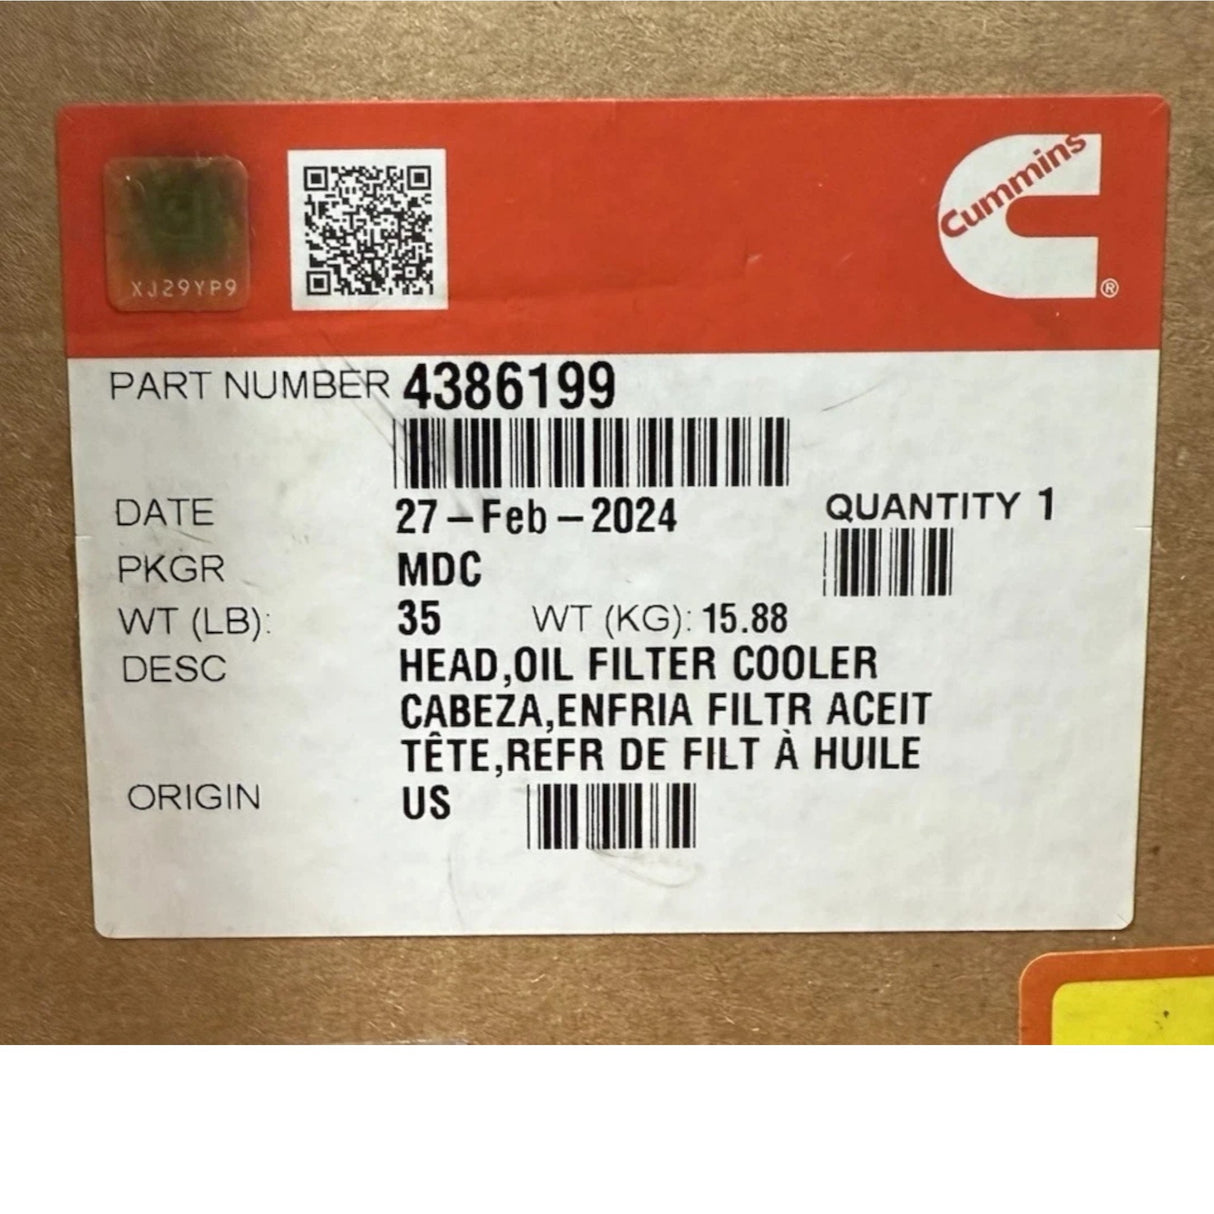 XJ29YP9
Cummins
®
PART NUMBER 4386199
DATE 27-Feb-2024 QUANTITY 1
PKGR MDC
WT (LB): 35 WT (KG): 15.88
DESC HEAD,OIL FILTER COOLER
CABEZA,ENFRIA FILTR ACEIT
TÊTE,REFR DE FILT À HUILE
ORIGIN US